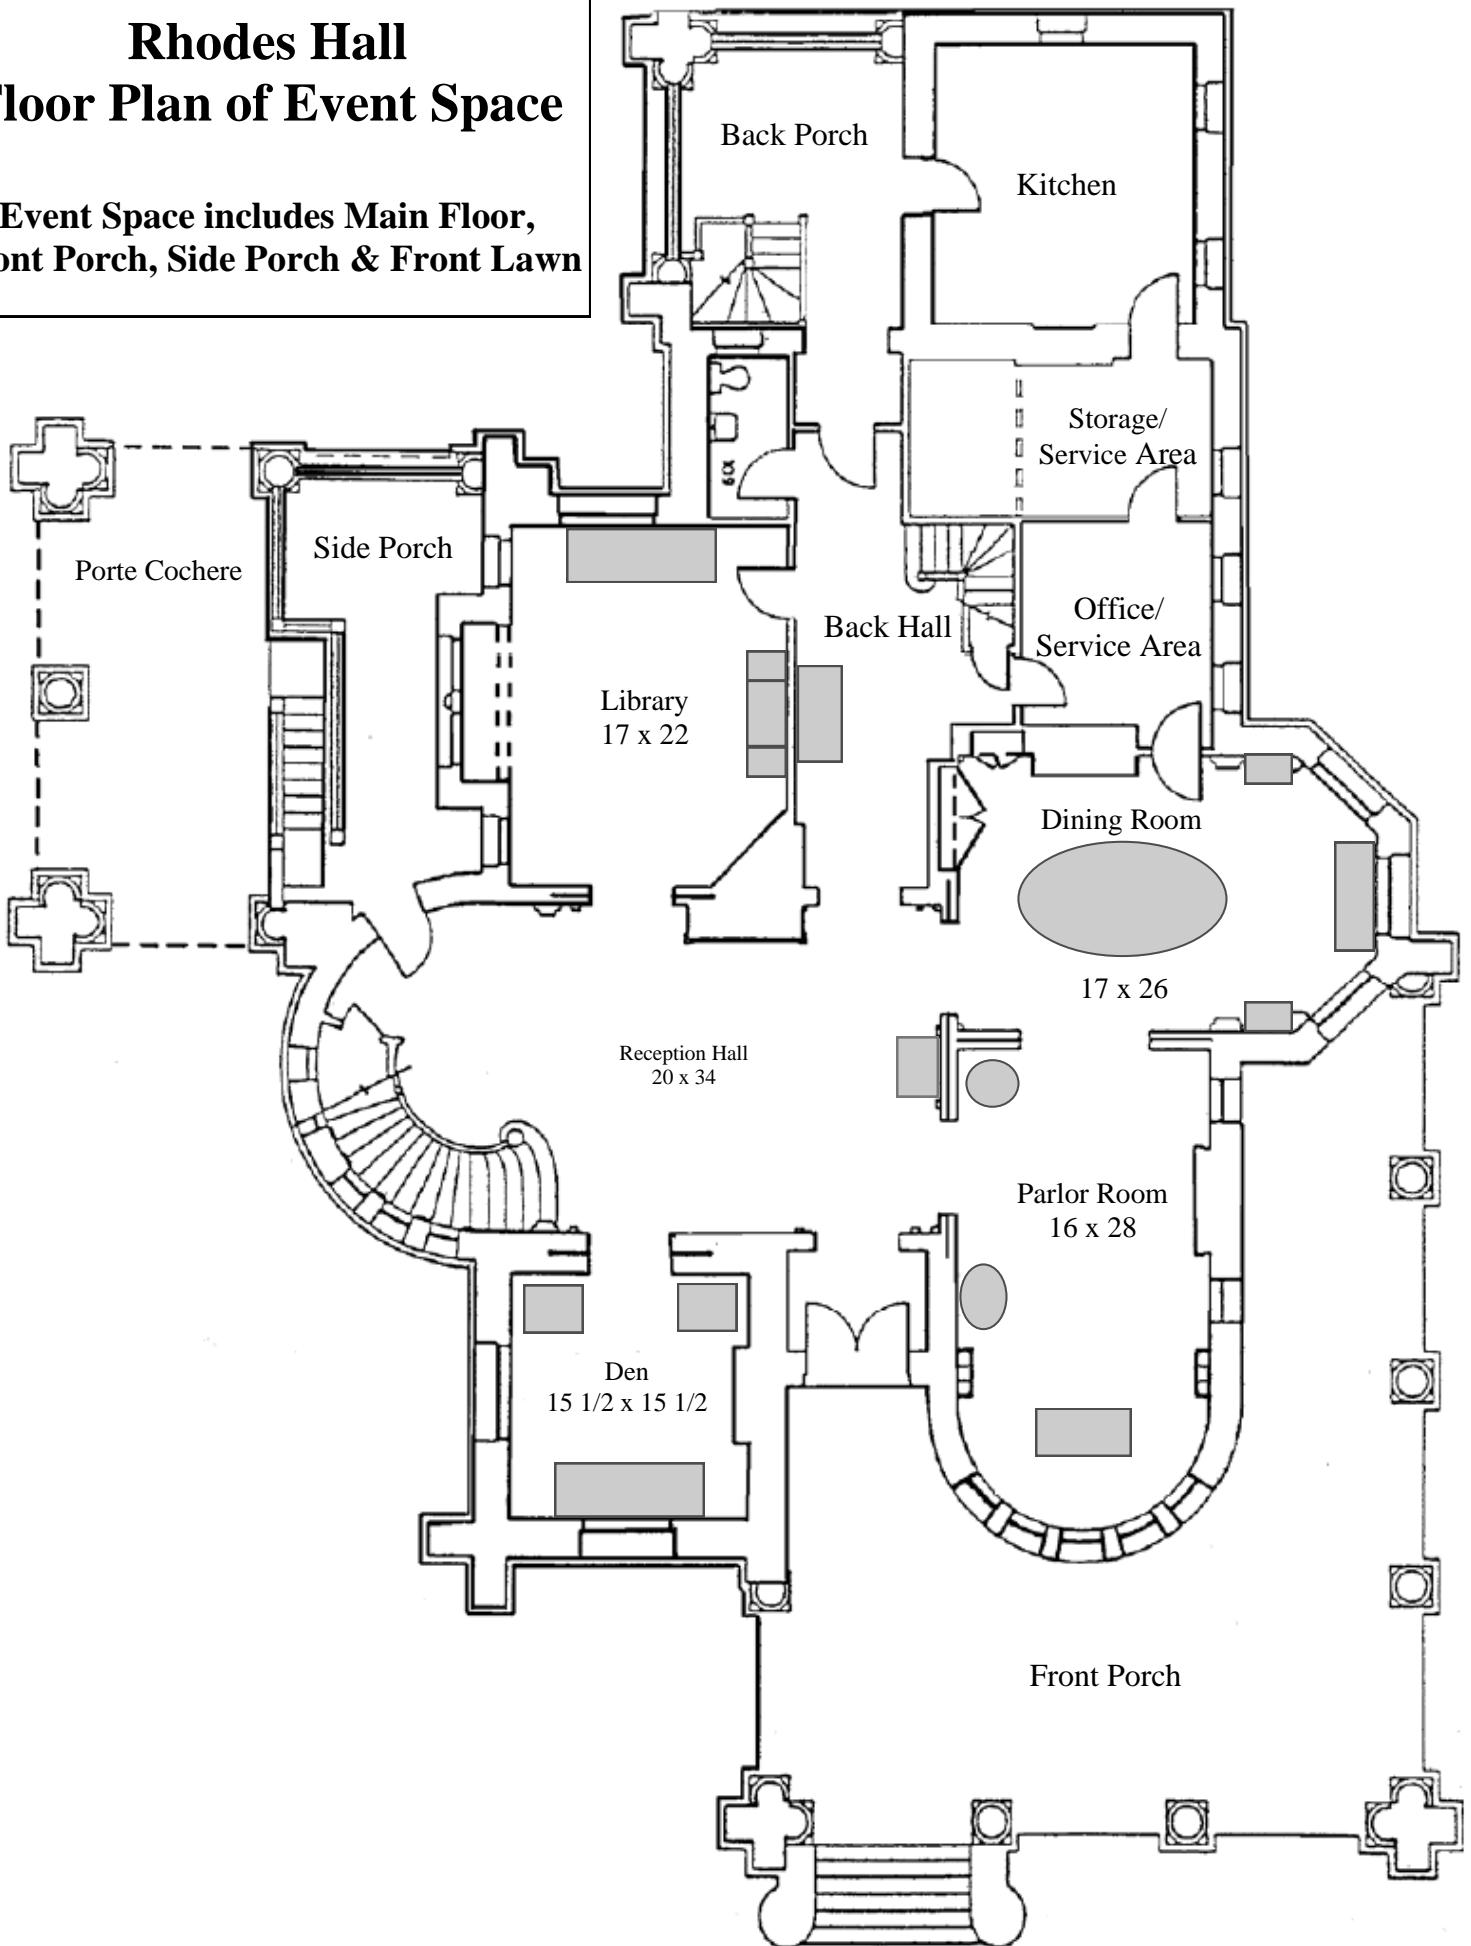 Rhodes Hall
loor Plan of Event Space
Event Space includes Main Floor,
ont Porch, Side Porch & Front Lawn
Back Porch
Kitchen
Storage/
Service Area
Side Porch
Porte Cochere
Office/
Service Area
Back Hall
Library
17 x 22
Dining Room
17 x 26
Reception Hall
20 x 34
Parlor Room
16 x 28
Den
15 1/2 x 15 1/2
Front Porch